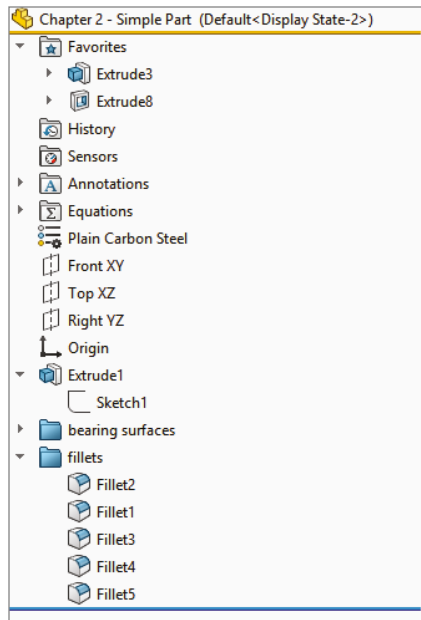 Chapter 2 - Simple Part (Default<Display State-2>)
Favorites
Extrude3
Extrude8
History
Sensors
Annotations
Equations
Plain Carbon Steel
Front XY
Top XZ
Right YZ
Origin
Extrude1
Sketch1
bearing surfaces
fillets
Fillet2
Fillet1
Fillet3
Fillet4
Fillet5